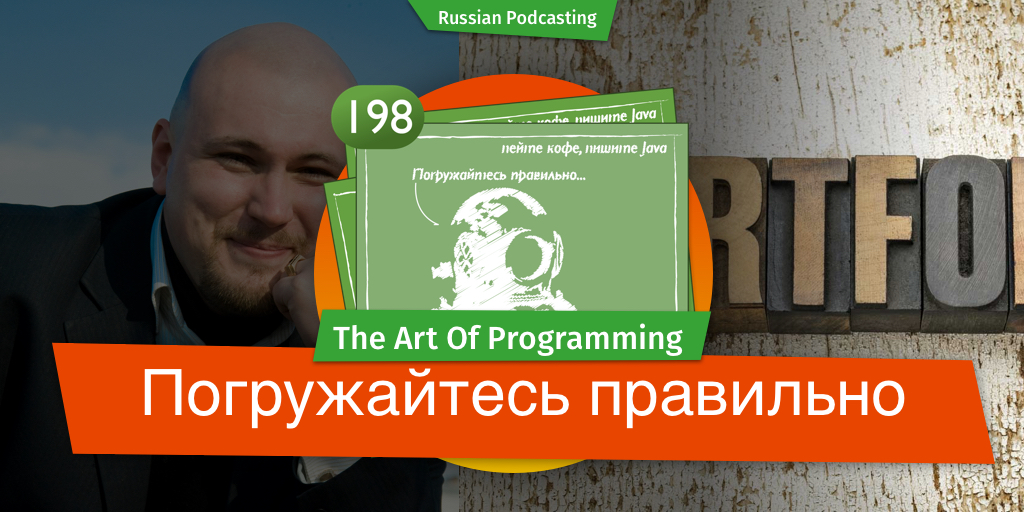 Russian Podcasting
198
кофе, пишите Java
пейте кофе, пишите Java
Погружайтесь правильно...
RTFO
The Art Of Programming
Погружайтесь правильно